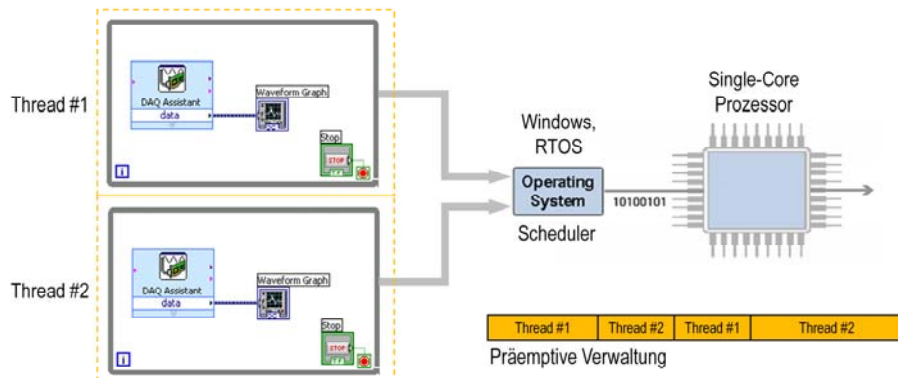 Thread #1
DAQ Assistant
data
Waveform Graph
Stop
STOP
i
Thread #2
DAQ Assistant
data
Waveform Graph
Stop
STOP
i
Windows,
RTOS
Operating
System
Scheduler
10100101
Single-Core
Prozessor
Thread #1 Thread #2 Thread #1 Thread #2
Präemptive Verwaltung